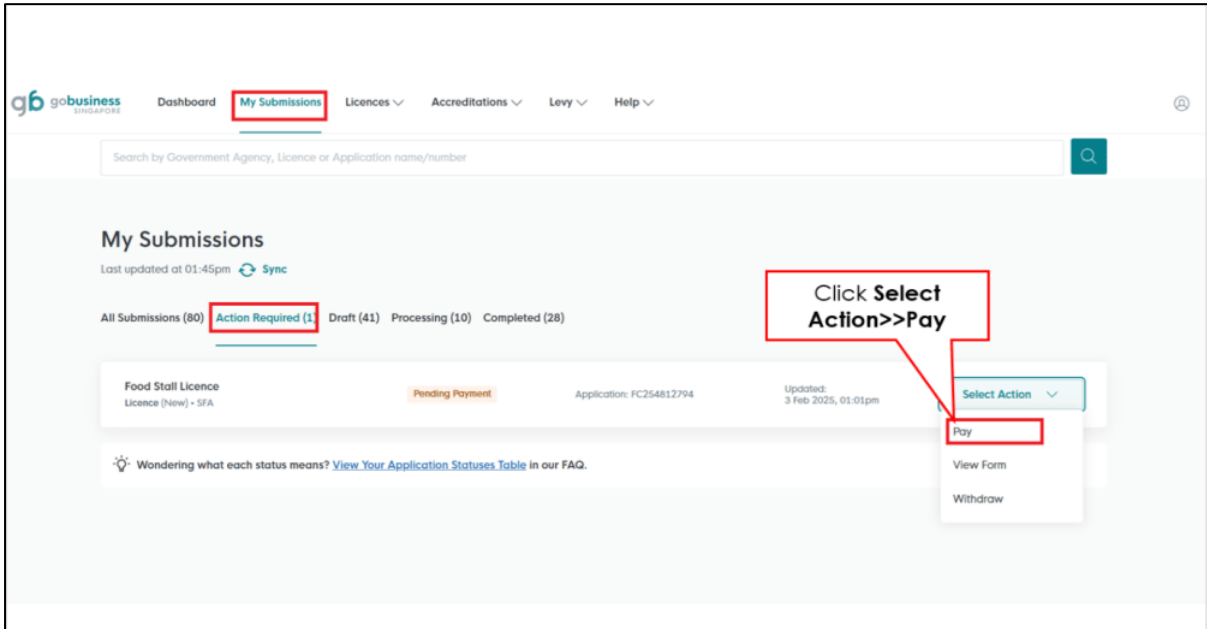 gb gobusiness
SINGAPORE
Dashboard My Submissions Licences Accreditations Levy Help
Search by Government Agency, Licence or Application name/number
My Submissions
Last updated at 01:45pm Sync
All Submissions (80) Action Required (1) Draft (41) Processing (10) Completed (28)
Click Select
Action>>Pay
Food Stall Licence
Licence (New) • SFA
Pending Payment
Application: FC254812794
Updated:
3 Feb 2025, 01:01pm
Select Action
Pay
View Form
Withdraw
Wondering what each status means? View Your Application Statuses Table in our FAQ.